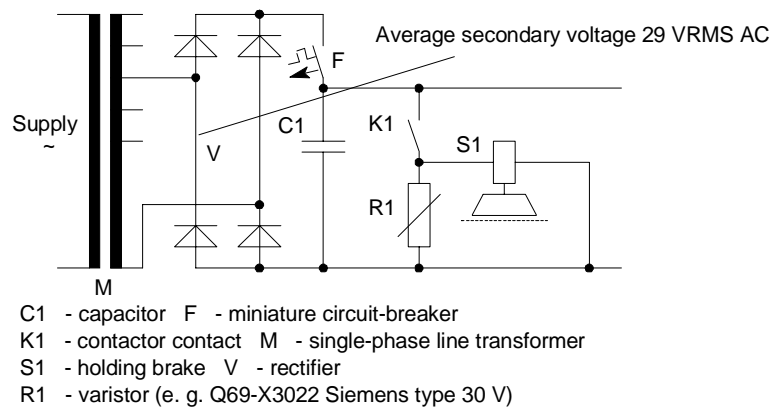 Average secondary voltage 29 VRMS AC
F
Supply
~
C1
K1
S1
V
R1
M
C1 - capacitor F - miniature circuit-breaker
K1 - contactor contact M - single-phase line transformer
S1 - holding brake V - rectifier
R1 - varistor (e. g. Q69-X3022 Siemens type 30 V)